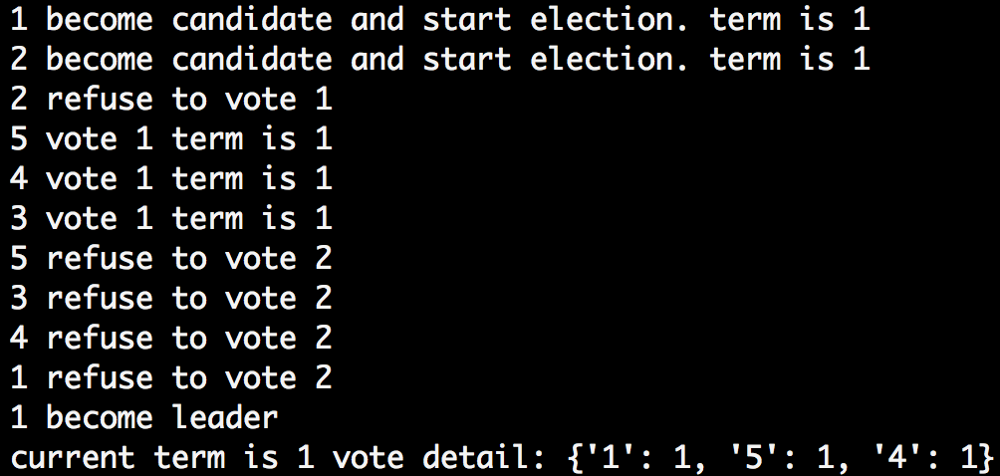 1 become candidate and start election. term is 1
2 become candidate and start election. term is 1
2 refuse to vote 1
5 vote 1 term is 1
4 vote 1 term is 1
3 vote 1 term is 1
5 refuse to vote 2
3 refuse to vote 2
4 refuse to vote 2
1 refuse to vote 2
1 become leader
current term is 1 vote detail: {'1': 1, '5': 1, '4': 1}